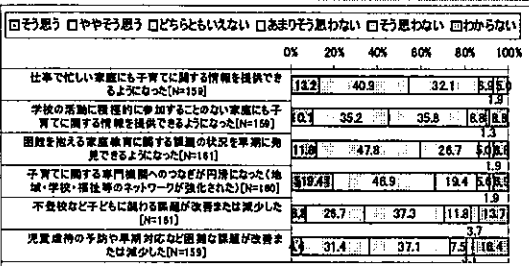 そう思う ややそう思う どちらともいえない あまりそう思わない そう思わない わからない
0% 20% 40% 60% 80% 100%
仕事で忙しい家庭にも子育てに関する情報を提供で
きるようになった[N=159]
13.2 40.9 32.1 6.9 5.0
1.9
学校の活動に積極的に参加することのない家庭にも子
育てに関する情報を提供できるようになった[N=159]
10.1 35.2 35.8 8.8 8.8
1.3
困難を抱える家庭教育に関する課題の状況を早期に発
見できるようになった[N=161]
11.8 47.8 26.7 5.0
1.9
子育てに関する専門機関へのつなぎが円滑になった(地
域・学校・福祉等のネットワークが強化された)[N=160]
46.9 19.4 5.0
1.9
不登校など子どもに関わる課題が改善または減少した
[N=161]
26.7 37.3 11.8 13.7
3.7
児童虐待の予防や早期対応など困難な課題が改善ま
たは減少した[N=159]
31.4 37.1 7.5 16.4